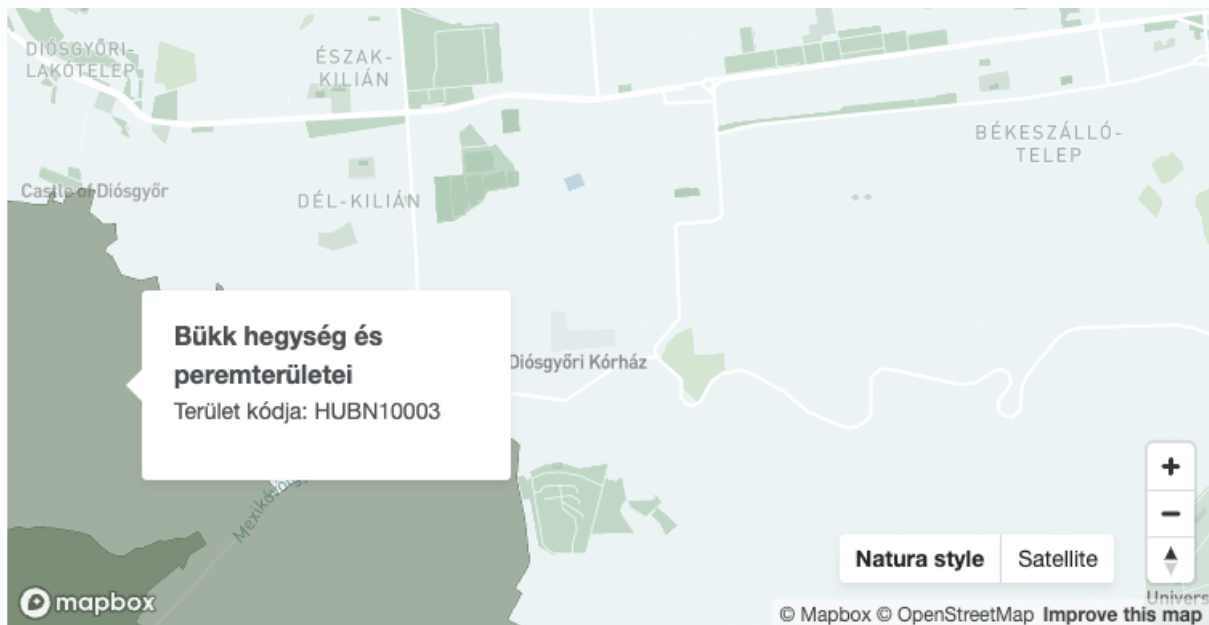 DIÓSGYŐRI-
LAKÓTELEP
ÉSZAK-
KILIÁN
BÉKESZÁLLÓ-
TELEP
Castle of Diósgyőr
DÉL-KILIÁN
Bükk hegység és
peremterületei
Terület kódja: HUBN10003
Diósgyőri Kórház
Natura style
Satellite
mapbox
Univers
© Mapbox © OpenStreetMap Improve this map